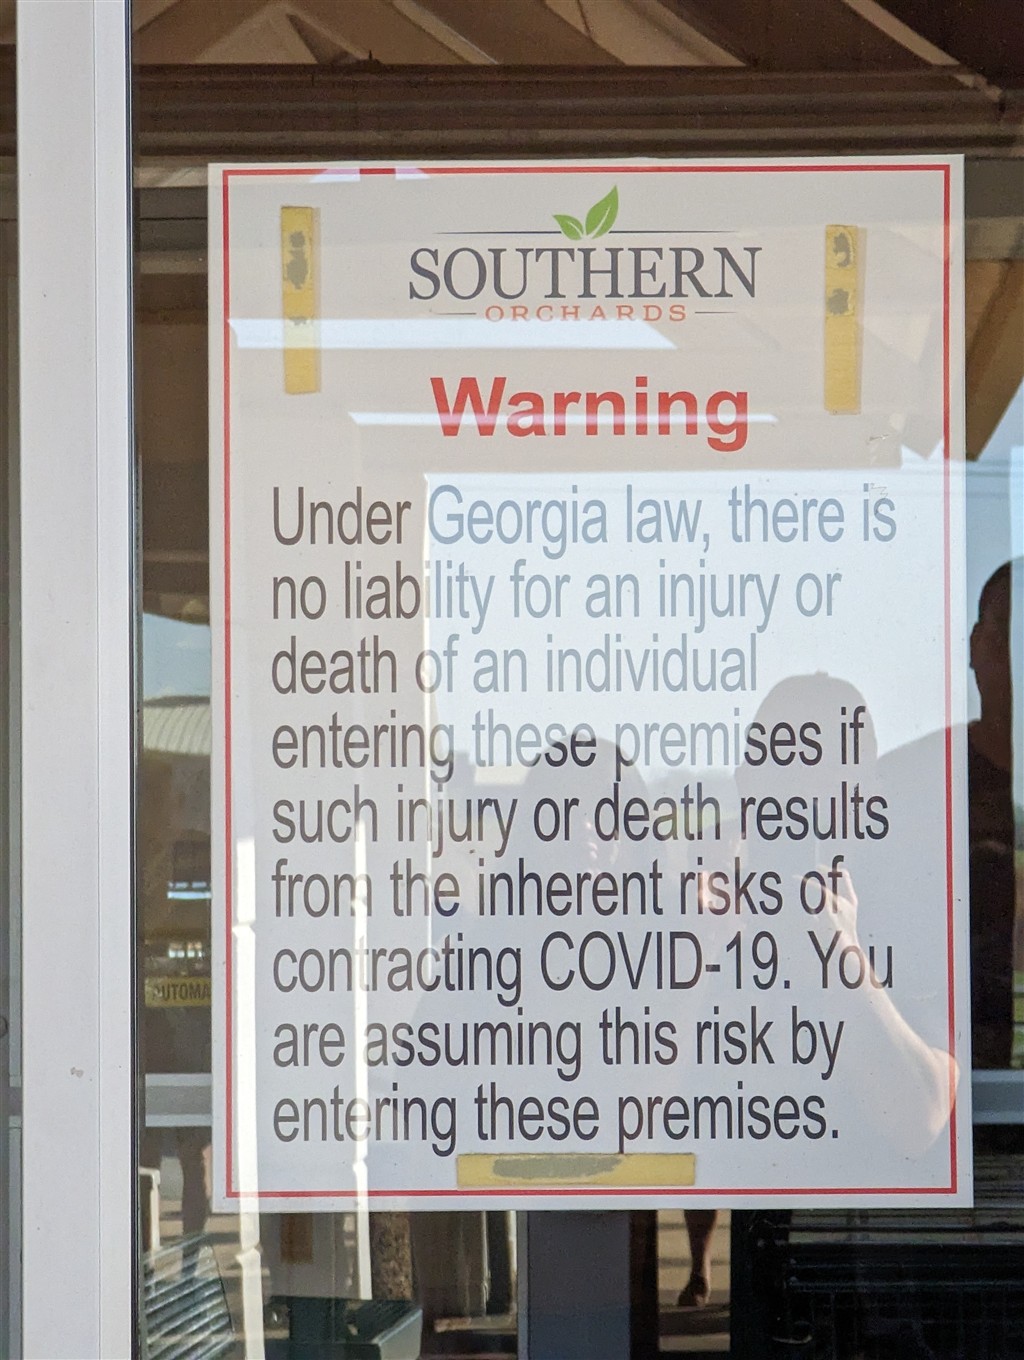 SOUTHERN
ORCHARDS
Warning
Under Georgia law, there is
no liability for an injury or
death of an individual
entering these premises if
such injury or death results
from the inherent risks of
contracting COVID-19. You
are assuming this risk by
entering these premises.